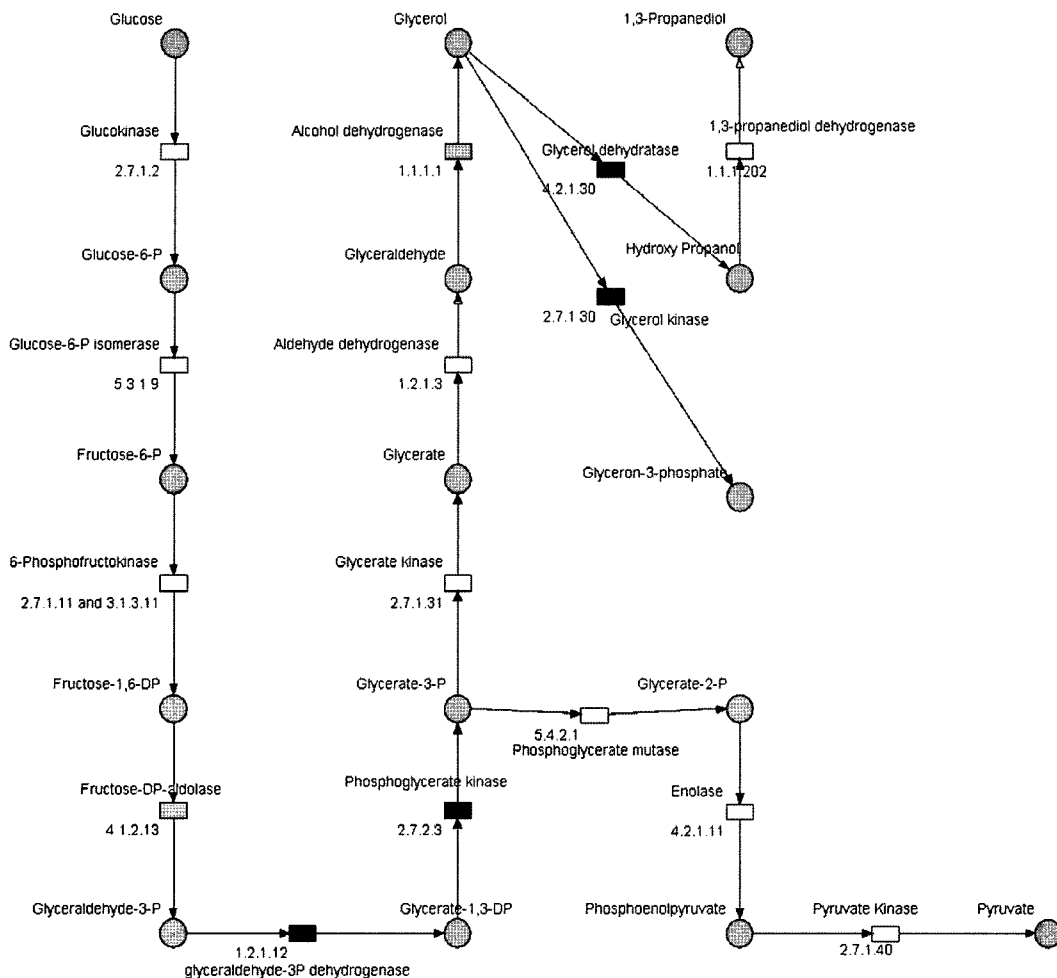 Glucose
Glycerol
1,3-Propanediol
Glucokinase
2.7.1.2
Alcohol dehydrogenase
1.1.1.1
Glycerol dehydratase
4.2.1.30
1,3-propanediol dehydrogenase
1.1.1.202
Glucose-6-P
Glyceraldehyde
Hydroxy Propanol
2.7.1.30
Glycerol kinase
Glucose-6-P isomerase
5.3.1.9
Aldehyde dehydrogenase
1.2.1.3
Fructose-6-P
Glycerate
Glyceron-3-phosphate
6-Phosphofructokinase
2.7.1.11 and 3.1.3.11
Glycerate kinase
2.7.1.31
Fructose-1,6-DP
Glycerate-3-P
Glycerate-2-P
5.4.2.1
Phosphoglycerate mutase
Fructose-DP-aldolase
4.1.2.13
Phosphoglycerate kinase
2.7.2.3
Enolase
4.2.1.11
Glyceraldehyde-3-P
Glycerate-1,3-DP
Phosphoenolpyruvate
Pyruvate Kinase
Pyruvate
1.2.1.12
glyceraldehyde-3P dehydrogenase
2.7.1.40